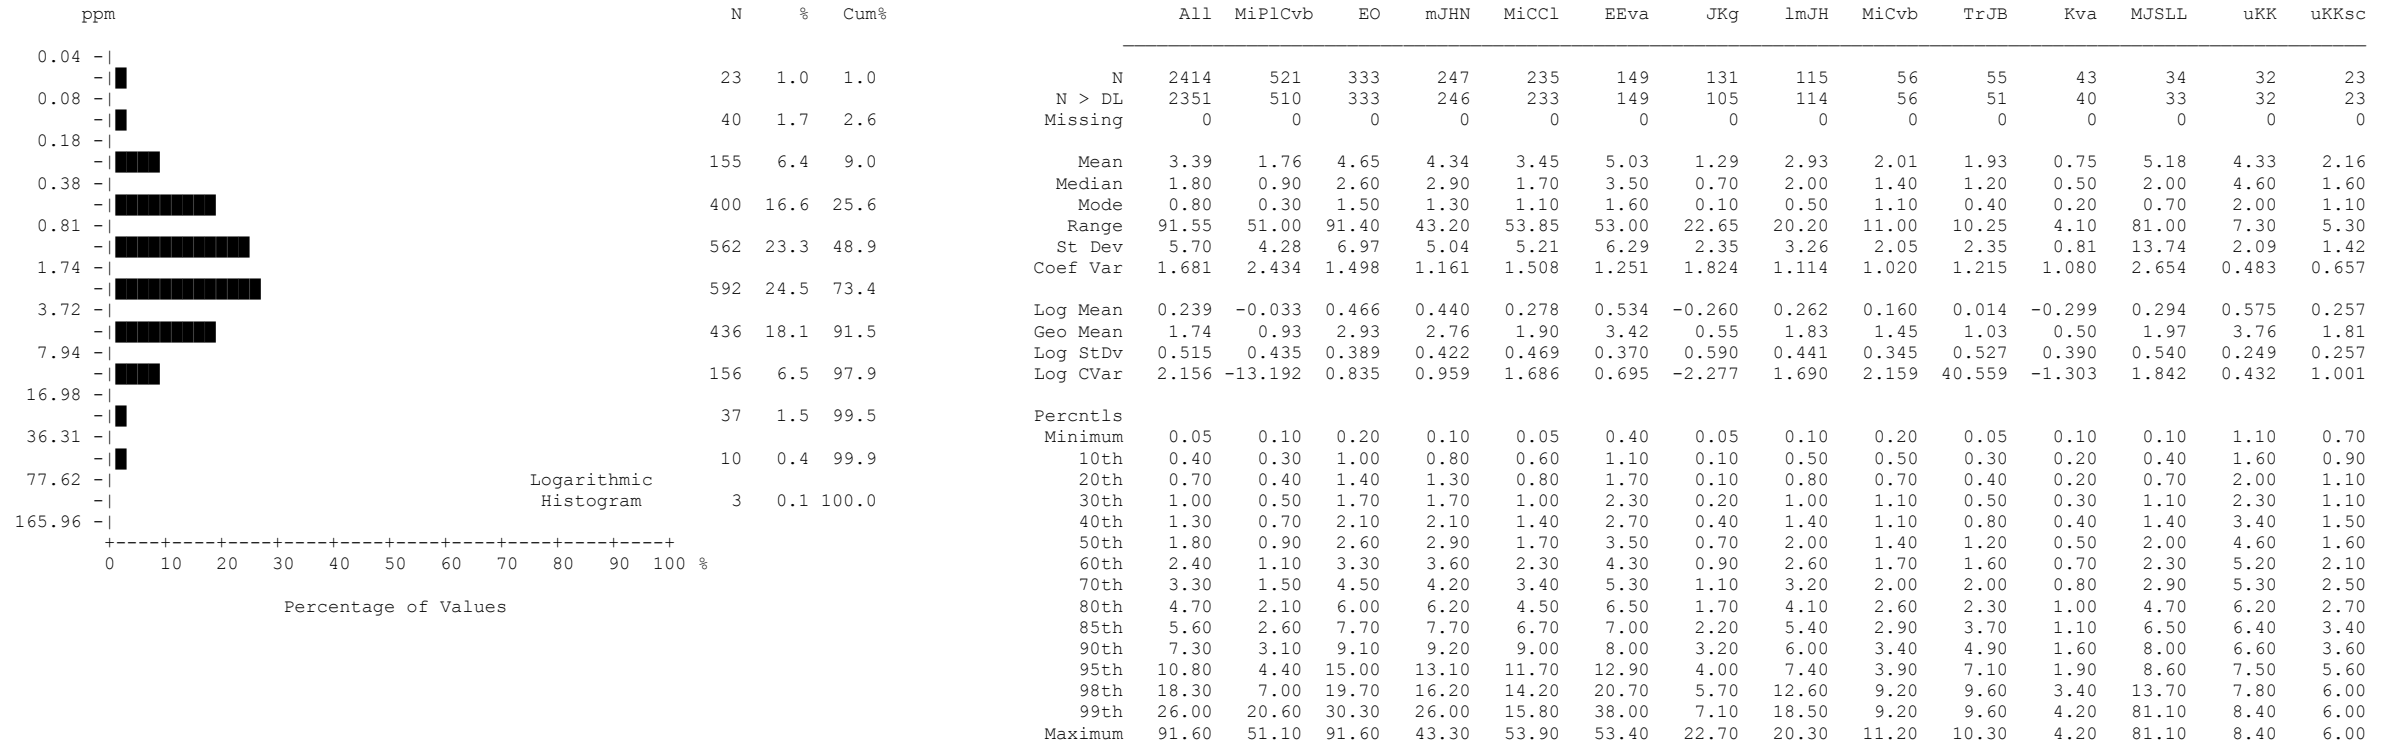 ppm N % Cum% All MiPlCvb EO mJHN MiCCl EEva JKg lmJH MiCvb TrJB Kva MJSLL uKK uKKsc
0.04 -|
-| 23 1.0 1.0 N 2414 521 333 247 235 149 131 115 56 55 43 34 32 23
0.08 -| N > DL 2351 510 333 246 233 149 105 114 56 51 40 33 32 23
-| 40 1.7 2.6 Missing 0 0 0 0 0 0 0 0 0 0 0 0 0 0
0.18 -|
-| 155 6.4 9.0 Mean 3.39 1.76 4.65 4.34 3.45 5.03 1.29 2.93 2.01 1.93 0.75 5.18 4.33 2.16
0.38 -| Median 1.80 0.90 2.60 2.90 1.70 3.50 0.70 2.00 1.40 1.20 0.50 2.00 4.60 1.60
-| 400 16.6 25.6 Mode 0.80 0.30 1.50 1.30 1.10 1.60 0.10 0.50 1.10 0.40 0.20 0.70 2.00 1.10
0.81 -| Range 91.55 51.00 91.40 43.20 53.85 53.00 22.65 20.20 11.00 10.25 4.10 81.00 7.30 5.30
-| 562 23.3 48.9 St Dev 5.70 4.28 6.97 5.04 5.21 6.29 2.35 3.26 2.05 2.35 0.81 13.74 2.09 1.42
1.74 -| Coef Var 1.681 2.434 1.498 1.161 1.508 1.251 1.824 1.114 1.020 1.215 1.080 2.654 0.483 0.657
-| 592 24.5 73.4
3.72 -| Log Mean 0.239 -0.033 0.466 0.440 0.278 0.534 -0.260 0.262 0.160 0.014 -0.299 0.294 0.575 0.257
-| 436 18.1 91.5 Geo Mean 1.74 0.93 2.93 2.76 1.90 3.42 0.55 1.83 1.45 1.03 0.50 1.97 3.76 1.81
7.94 -| Log StDv 0.515 0.435 0.389 0.422 0.469 0.370 0.590 0.441 0.345 0.527 0.390 0.540 0.249 0.257
-| 156 6.5 97.9 Log CVar 2.156 -13.192 0.835 0.959 1.686 0.695 -2.277 1.690 2.159 40.559 -1.303 1.842 0.432 1.001
16.98 -|
-| 37 1.5 99.5 Percntls
36.31 -| Minimum 0.05 0.10 0.20 0.10 0.05 0.40 0.05 0.10 0.20 0.05 0.10 0.10 1.10 0.70
-| 10 0.4 99.9 10th 0.40 0.30 1.00 0.80 0.60 1.10 0.10 0.50 0.50 0.30 0.20 0.40 1.60 0.90
77.62 -| Logarithmic 20th 0.70 0.40 1.40 1.30 0.80 1.70 0.10 0.80 0.70 0.40 0.20 0.70 2.00 1.10
-| Histogram 3 0.1 100.0 30th 1.00 0.50 1.70 1.70 1.00 2.30 0.20 1.00 1.10 0.50 0.30 1.10 2.30 1.10
165.96 -| 40th 1.30 0.70 2.10 2.10 1.40 2.70 0.40 1.40 1.10 0.80 0.40 1.40 3.40 1.50
+----+----+----+----+----+----+----+----+----+----+ 50th 1.80 0.90 2.60 2.90 1.70 3.50 0.70 2.00 1.40 1.20 0.50 2.00 4.60 1.60
0 10 20 30 40 50 60 70 80 90 100 % 60th 2.40 1.10 3.30 3.60 2.30 4.30 0.90 2.60 1.70 1.60 0.70 2.30 5.20 2.10
70th 3.30 1.50 4.50 4.20 3.40 5.30 1.10 3.20 2.00 2.00 0.80 2.90 5.30 2.50
Percentage of Values 80th 4.70 2.10 6.00 6.20 4.50 6.50 1.70 4.10 2.60 2.30 1.00 4.70 6.20 2.70
85th 5.60 2.60 7.70 7.70 6.70 7.00 2.20 5.40 2.90 3.70 1.10 6.50 6.40 3.40
90th 7.30 3.10 9.10 9.20 9.00 8.00 3.20 6.00 3.40 4.90 1.60 8.00 6.60 3.60
95th 10.80 4.40 15.00 13.10 11.70 12.90 4.00 7.40 3.90 7.10 1.90 8.60 7.50 5.60
98th 18.30 7.00 19.70 16.20 14.20 20.70 5.70 12.60 9.20 9.60 3.40 13.70 7.80 6.00
99th 26.00 20.60 30.30 26.00 15.80 38.00 7.10 18.50 9.20 9.60 4.20 81.10 8.40 6.00
Maximum 91.60 51.10 91.60 43.30 53.90 53.40 22.70 20.30 11.20 10.30 4.20 81.10 8.40 6.00